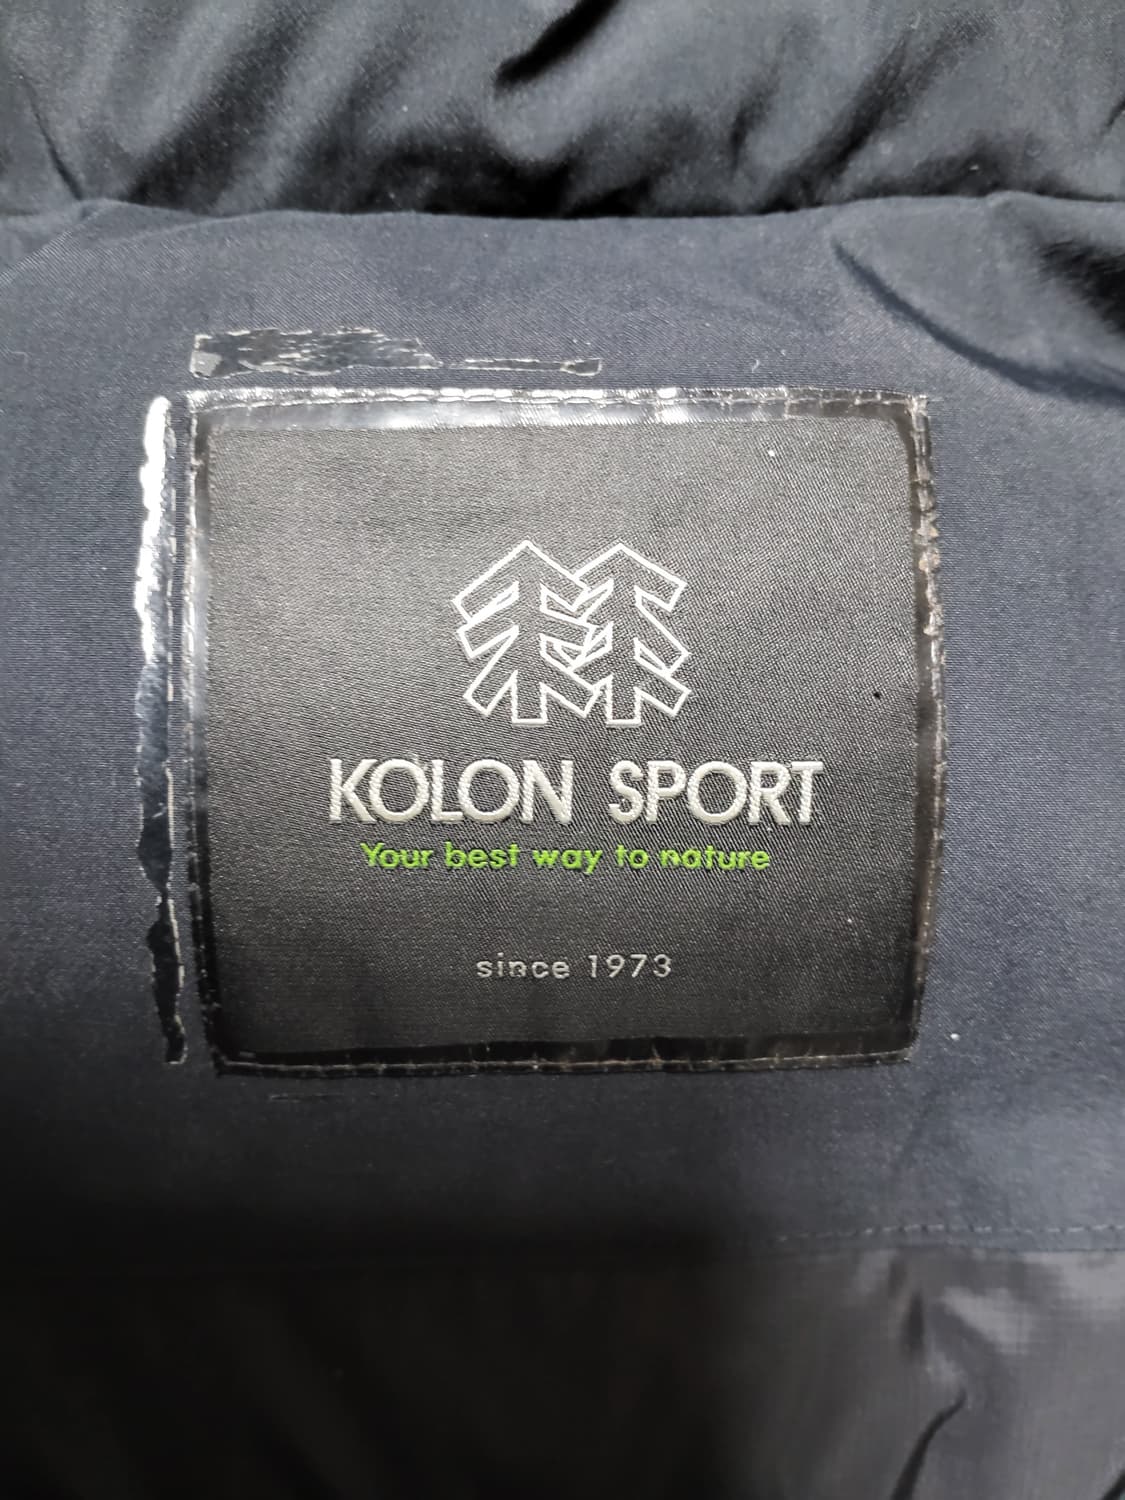 KOLON SPORT
Your best way to nature
since 1973